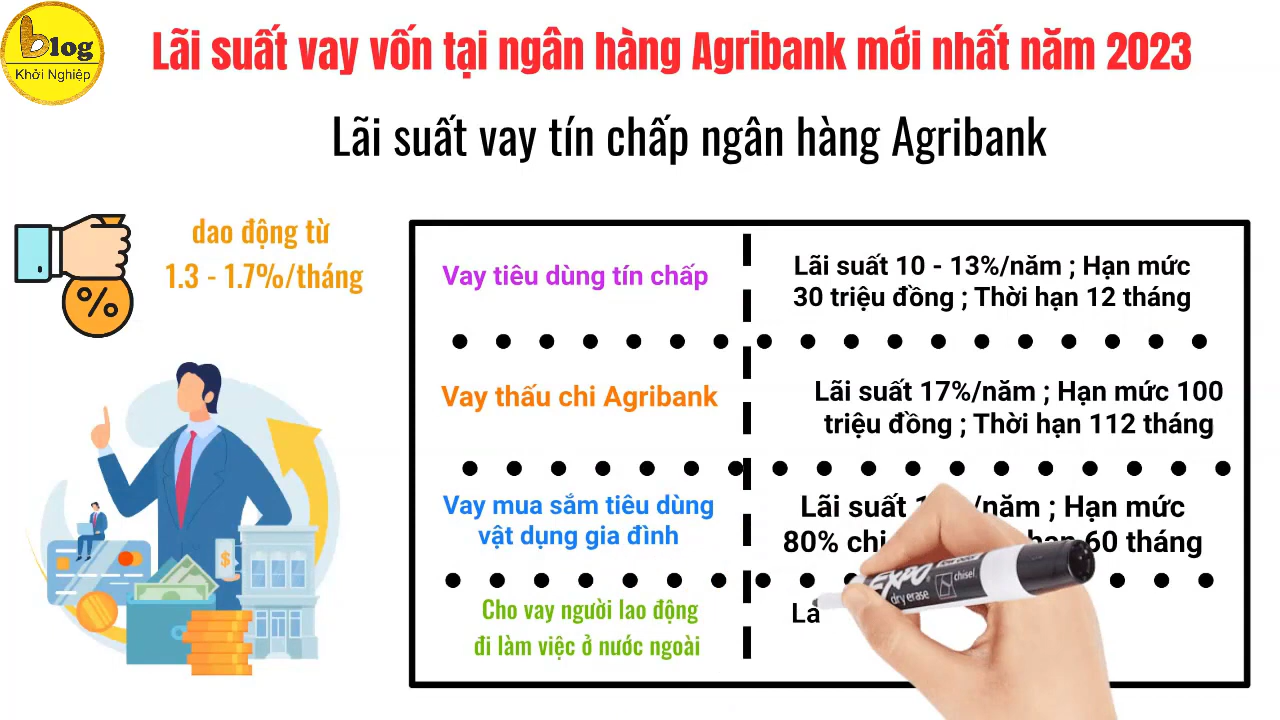 blog
Khởi Nghiệp
Lãi suất vay vốn tại ngân hàng Agribank mới nhất năm 2023
Lãi suất vay tín chấp ngân hàng Agribank
dao động từ
1.3 - 1.7%/tháng
%
Vay tiêu dùng tín chấp
Lãi suất 10 - 13%/năm ; Hạn mức
30 triệu đồng ; Thời hạn 12 tháng
Vay thấu chi Agribank
Lãi suất 17%/năm ; Hạn mức 100
triệu đồng ; Thời hạn 112 tháng
Vay mua sắm tiêu dùng
vật dụng gia đình
Lãi suất /năm ; Hạn mức
80% chi 60 tháng
Cho vay người lao động
đi làm việc ở nước ngoài
Lã
$
EXPO
dry erase
chisel